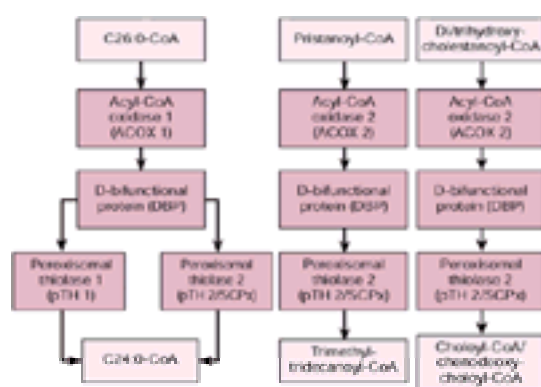 C26:0-CoA
Acyl-CoA
oxidase 1
(ACOX 1)
D-bifunctional
protein (DBP)
Peroxisomal
thiolase 1
(pTH 1)
Peroxisomal
thiolase 2
(pTH 2/SCPx)
C24:0-CoA
Pristanoyl-CoA
Acyl-CoA
oxidase 2
(ACOX 2)
D-bifunctional
protein (DBP)
Peroxisomal
thiolase 2
(pTH 2/SCPx)
Trimethyl-
tridecanoyl-CoA
Di/trihydroxy-
cholestanoyl-CoA
Acyl-CoA
oxidase 2
(ACOX 2)
D-bifunctional
protein (DBP)
Peroxisomal
thiolase 2
(pTH 2/SCPx)
Choloyl-CoA/
chenodeoxy-
choloyl-CoA